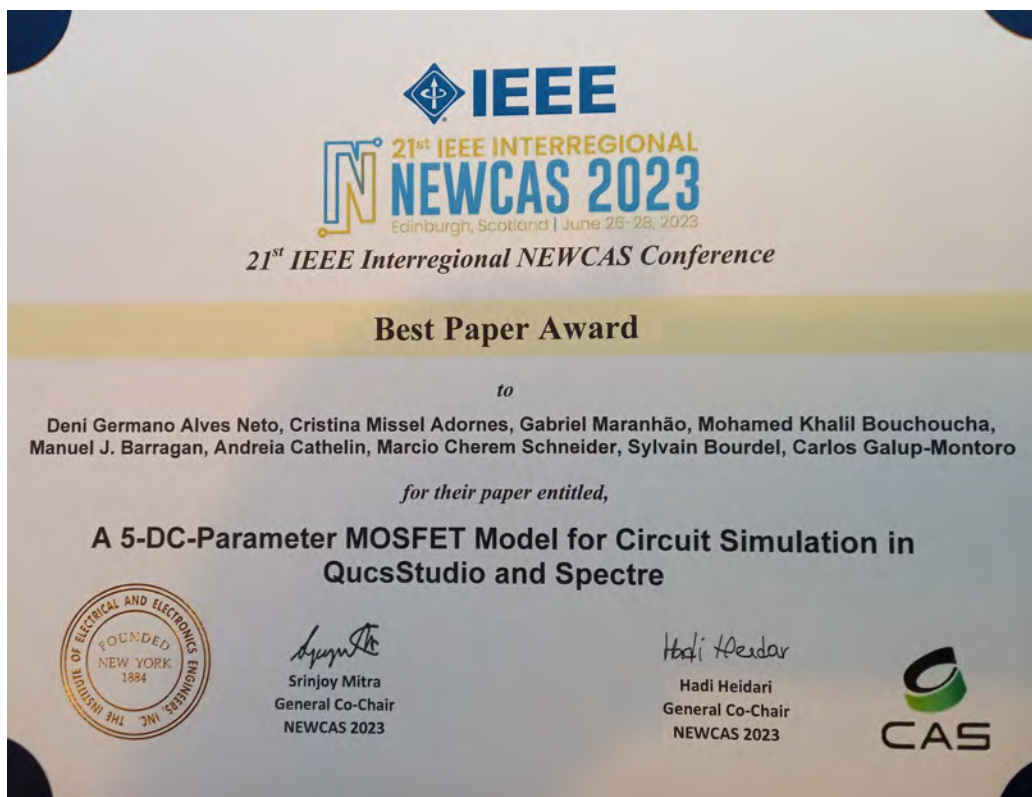 IEEE
21st IEEE INTERREGIONAL
NEWCAS 2023
Edinburgh, Scotland | June 26-28, 2023
21st IEEE Interregional NEWCAS Conference
Best Paper Award
to
Deni Germano Alves Neto, Cristina Missel Adornes, Gabriel Maranhão, Mohamed Khalil Bouchoucha,
Manuel J. Barragan, Andreia Cathelin, Marcio Cherem Schneider, Sylvain Bourdel, Carlos Galup-Montoro
for their paper entitled,
A 5-DC-Parameter MOSFET Model for Circuit Simulation in
QucsStudio and Spectre
THE INSTITUTE OF ELECTRICAL AND ELECTRONICS ENGINEERS, INC.
FOUNDED
NEW YORK
1884
Srinjoy Mitra
General Co-Chair
NEWCAS 2023
Hadi Heidari
Hadi Heidari
General Co-Chair
NEWCAS 2023
CAS